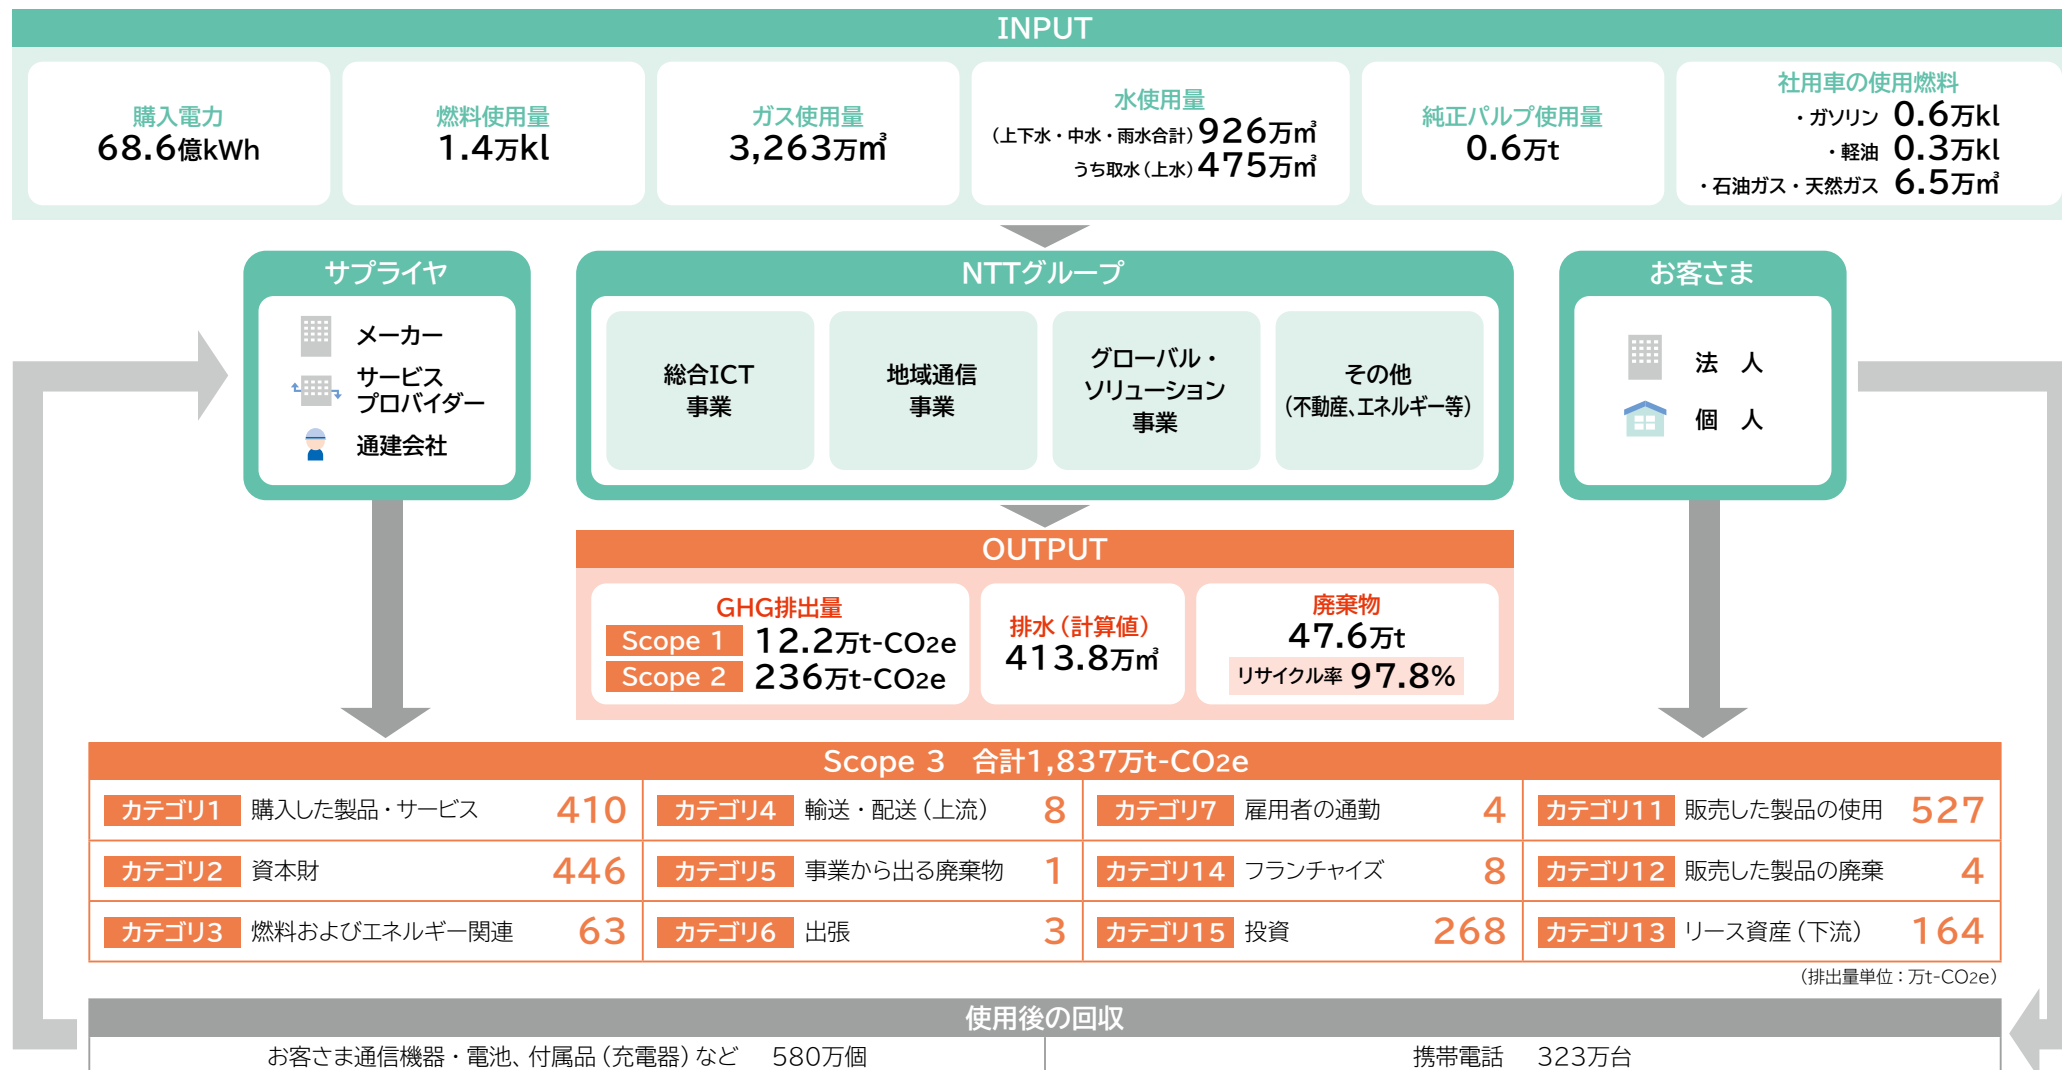 INPUT
購入電力
68.6億kWh
燃料使用量
1.4万kl
ガス使用量
3,263万㎥
水使用量
(上下水・中水・雨水合計) 926万㎥
うち取水(上水) 475万㎥
純正パルプ使用量
0.6万t
社用車の使用燃料
・ガソリン 0.6万kl
・軽油 0.3万kl
・石油ガス・天然ガス 6.5万㎥
サプライヤ
メーカー
サービス
プロバイダー
通建会社
NTTグループ
総合ICT
事業
地域通信
事業
グローバル・
ソリューション
事業
その他
(不動産、エネルギー等)
お客さま
法 人
個 人
OUTPUT
GHG排出量
Scope 1 12.2万t-CO2e
Scope 2 236万t-CO2e
排水(計算値)
413.8万㎥
廃棄物
47.6万t
リサイクル率 97.8%
Scope 3 合計1,837万t-CO2e
カテゴリ1 購入した製品・サービス 410
カテゴリ4 輸送・配送(上流) 8
カテゴリ7 雇用者の通勤 4
カテゴリ11 販売した製品の使用 527
カテゴリ2 資本財 446
カテゴリ5 事業から出る廃棄物 1
カテゴリ14 フランチャイズ 8
カテゴリ12 販売した製品の廃棄 4
カテゴリ3 燃料およびエネルギー関連 63
カテゴリ6 出張 3
カテゴリ15 投資 268
カテゴリ13 リース資産(下流) 164
(排出量単位：万t-CO2e)
使用後の回収
お客さま通信機器・電池、付属品(充電器)など 580万個
携帯電話 323万台